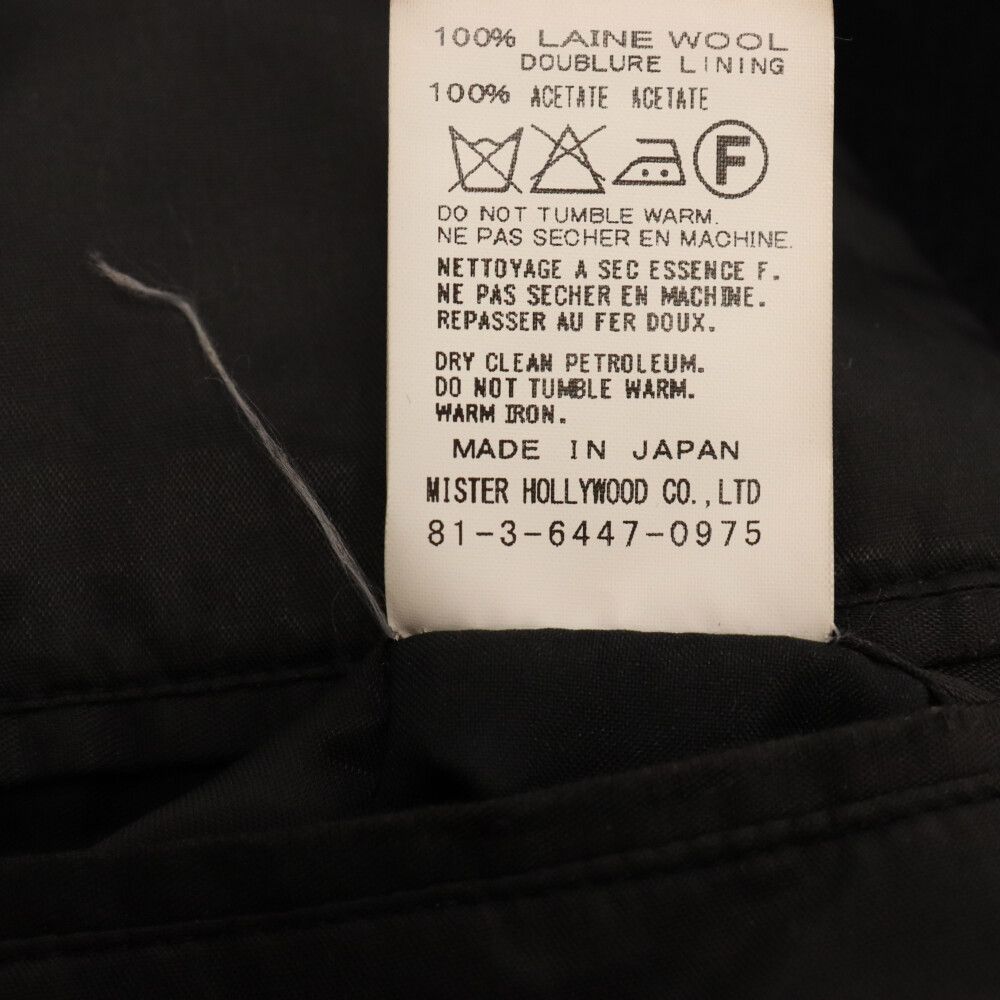 100% LAINE WOOL
DOUBLURE LINING
100% ACETATE ACETATE
F
DO NOT TUMBLE WARM.
NE PAS SECHER EN MACHINE.
NETTOYAGE A SEC ESSENCE F.
NE PAS SECHER EN MACHINE.
REPASSER AU FER DOUX.
DRY CLEAN PETROLEUM.
DO NOT TUMBLE WARM.
WARM IRON.
MADE IN JAPAN
MISTER HOLLYWOOD CO.,LTD
81-3-6447-0975